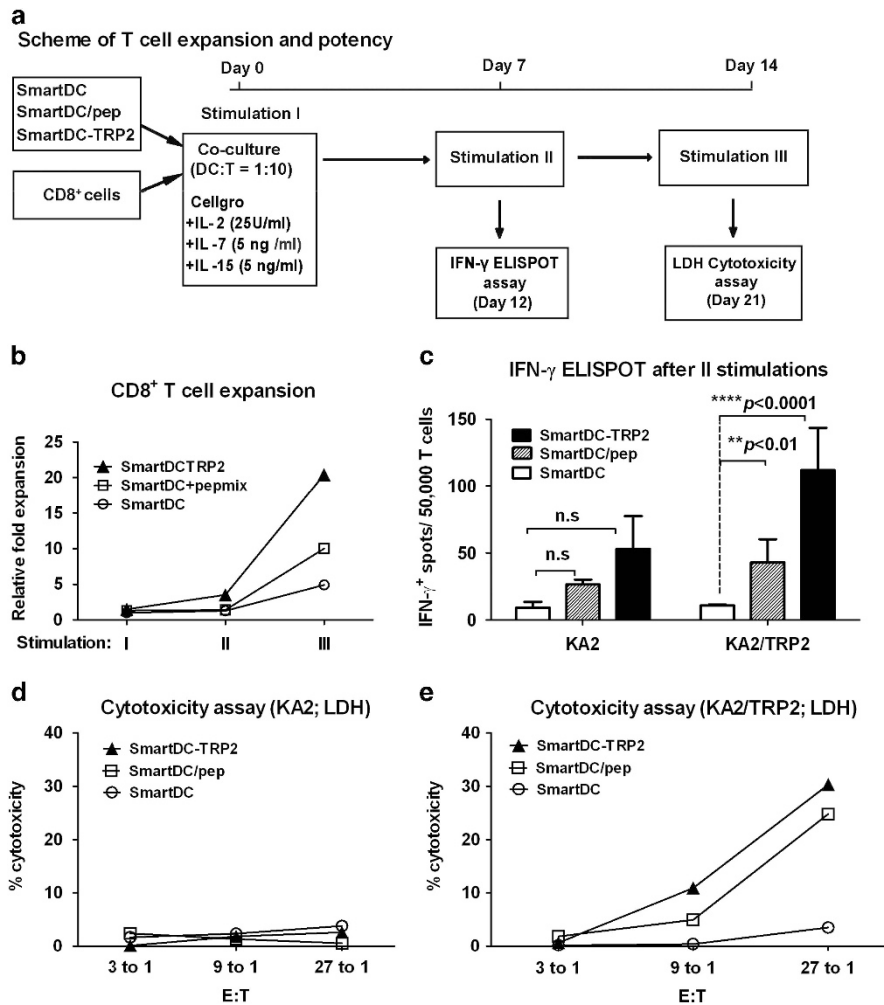 a
Scheme of T cell expansion and potency
Day 0
Day 7
Day 14
SmartDC
SmartDC/pep
SmartDC-TRP2
CD8+ cells
Stimulation I
Co-culture
(DC:T = 1:10)
Cellgro
+IL-2 (25U/ml)
+IL-7 (5 ng/ml)
+IL-15 (5 ng/ml)
Stimulation II
Stimulation III
IFN-γ ELISPOT
assay
(Day 12)
LDH Cytotoxicity
assay
(Day 21)
b
CD8+ T cell expansion
Relative fold expansion
25
20
15
10
5
0
SmartDCTRP2
SmartDC+pepmix
SmartDC
Stimulation: I II III
c
IFN-γ ELISPOT after II stimulations
IFN-γ+ spots/ 50,000 T cells
150
100
50
0
SmartDC-TRP2
SmartDC/pep
SmartDC
n.s
n.s
****p<0.0001
**p<0.01
KA2 KA2/TRP2
d
Cytotoxicity assay (KA2; LDH)
% cytotoxicity
40
30
20
10
0
SmartDC-TRP2
SmartDC/pep
SmartDC
3 to 1 9 to 1 27 to 1
E:T
e
Cytotoxicity assay (KA2/TRP2; LDH)
% cytotoxicity
40
30
20
10
0
SmartDC-TRP2
SmartDC/pep
SmartDC
3 to 1 9 to 1 27 to 1
E:T